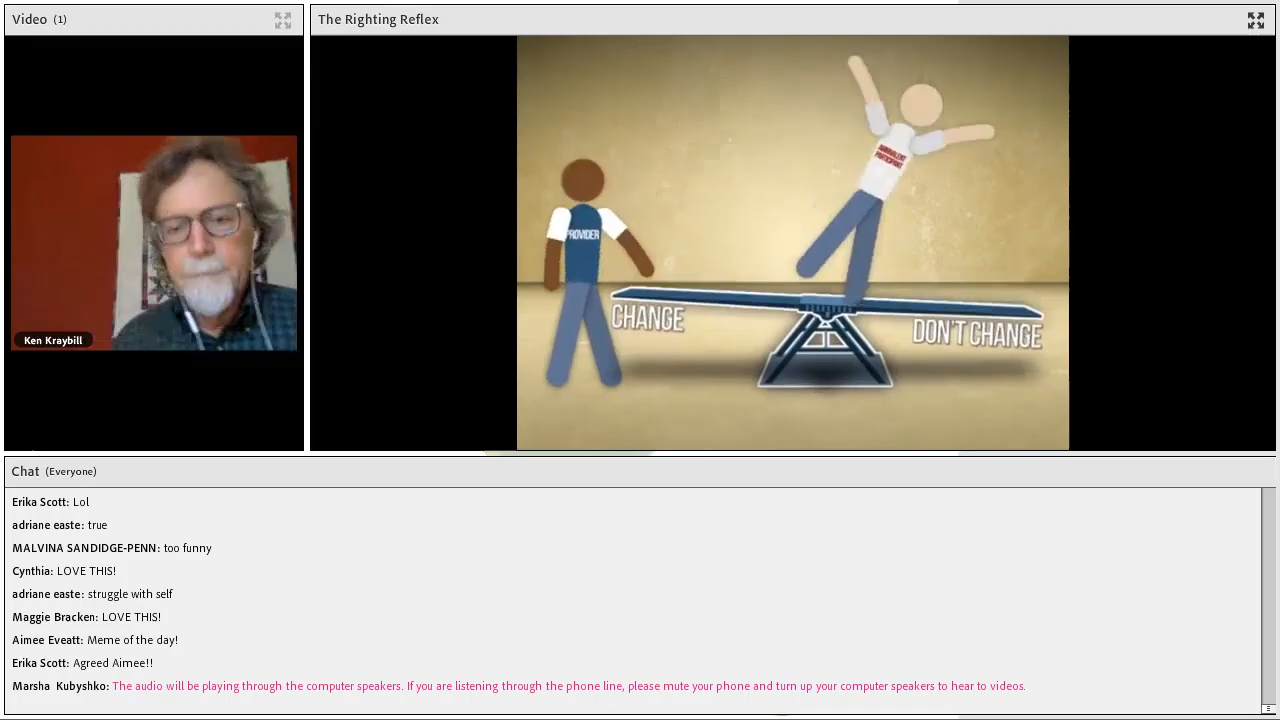 Video (1)
The Righting Reflex
Ken Kraybill
PROVIDER
AMBIVALENT
PARTICIPANT
CHANGE
DON'T CHANGE
Chat (Everyone)
Erika Scott: Lol
adriane easte: true
MALVINA SANDIDGE-PENN: too funny
Cynthia: LOVE THIS!
adriane easte: struggle with self
Maggie Bracken: LOVE THIS!
Aimee Eveatt: Meme of the day!
Erika Scott: Agreed Aimee!!
Marsha Kubyshko: The audio will be playing through the computer speakers. If you are listening through the phone line, please mute your phone and turn up your computer speakers to hear to videos.